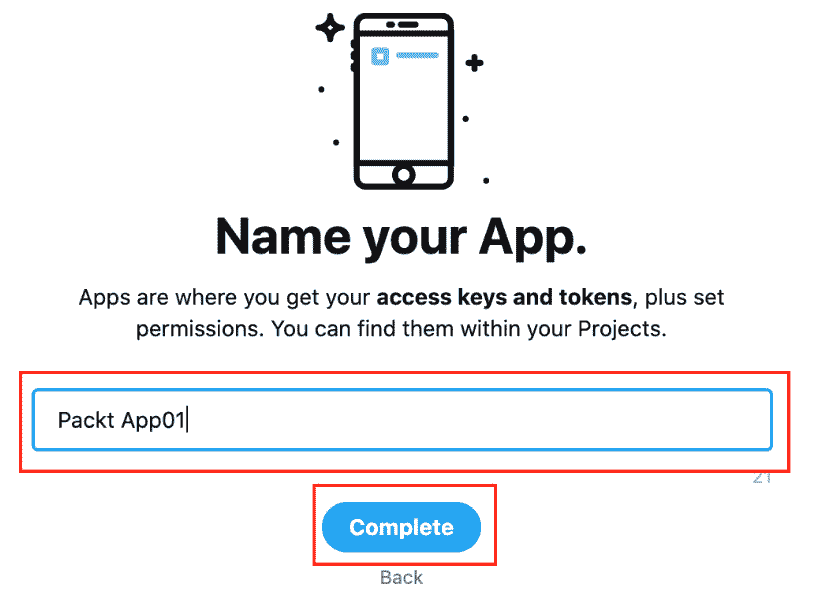 Name your App.
Apps are where you get your access keys and tokens, plus set
permissions. You can find them within your Projects.
Packt App01
21
Complete
Back